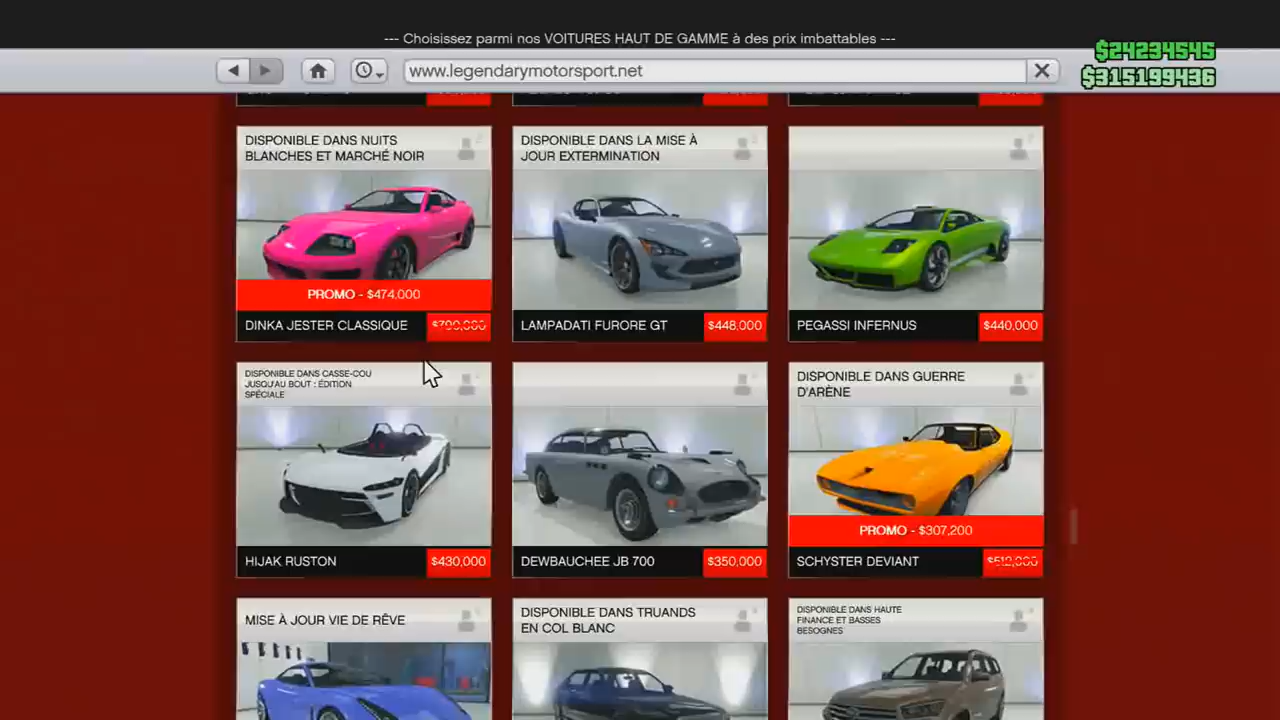 --- Choisissez parmi nos VOITURES HAUT DE GAMME à des prix imbattables ---
$24234545
www.legendarymotorsport.net
$315199436
DISPONIBLE DANS NUITS
BLANCHES ET MARCHÉ NOIR
DISPONIBLE DANS LA MISE À
JOUR EXTERMINATION
PROMO - $474,000
DINKA JESTER CLASSIQUE
$790,000
LAMPADATI FURORE GT
$448,000
PEGASSI INFERNUS
$440,000
DISPONIBLE DANS CASSE-COU
JUSQU'AU BOUT : ÉDITION
SPÉCIALE
DISPONIBLE DANS GUERRE
D'ARÈNE
PROMO - $307,200
HIJAK RUSTON
$430,000
DEWBAUCHEE JB 700
$350,000
SCHYSTER DEVIANT
$512,000
MISE À JOUR VIE DE RÊVE
DISPONIBLE DANS TRUANDS
EN COL BLANC
DISPONIBLE DANS HAUTE
FINANCE ET BASSES
BESOGNES